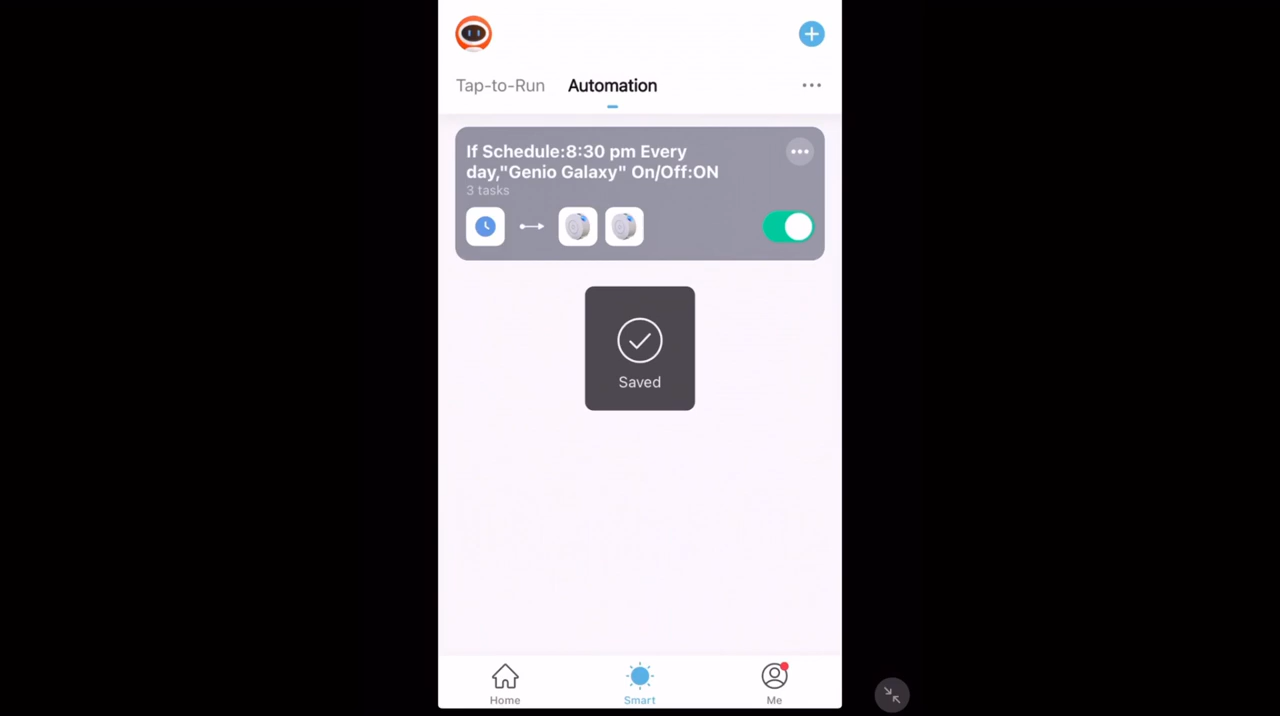 Tap-to-Run Automation
If Schedule:8:30 pm Every
day,"Genio Galaxy" On/Off:ON
3 tasks
Saved
Home Smart Me